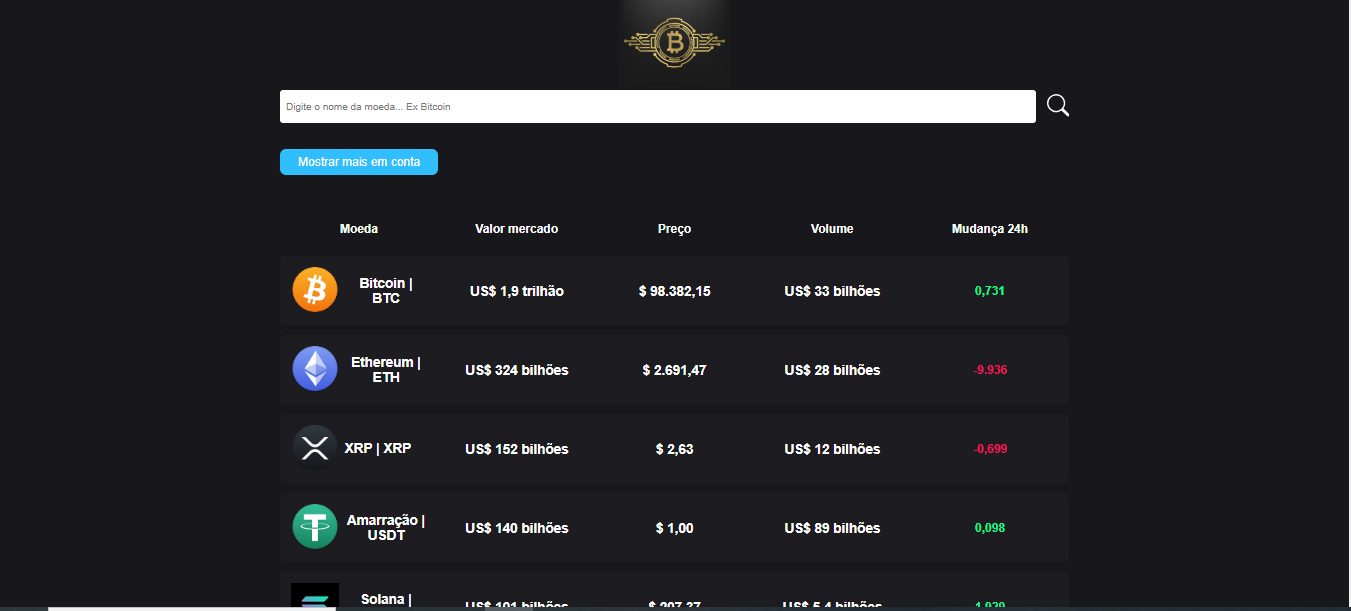 Digite o nome da moeda... Ex Bitcoin
Mostrar mais em conta
Moeda Valor mercado Preço Volume Mudança 24h
Bitcoin |
BTC
US$ 1,9 trilhão $ 98.382,15 US$ 33 bilhões 0,731
Ethereum |
ETH
US$ 324 bilhões $ 2.691,47 US$ 28 bilhões -9.936
XRP | XRP US$ 152 bilhões $ 2,63 US$ 12 bilhões -0,699
Amarração |
USDT
US$ 140 bilhões $ 1,00 US$ 89 bilhões 0,098
Solana |
US$ 101 bilhões $ 207,37 US$ 5,4 bilhões 1,929